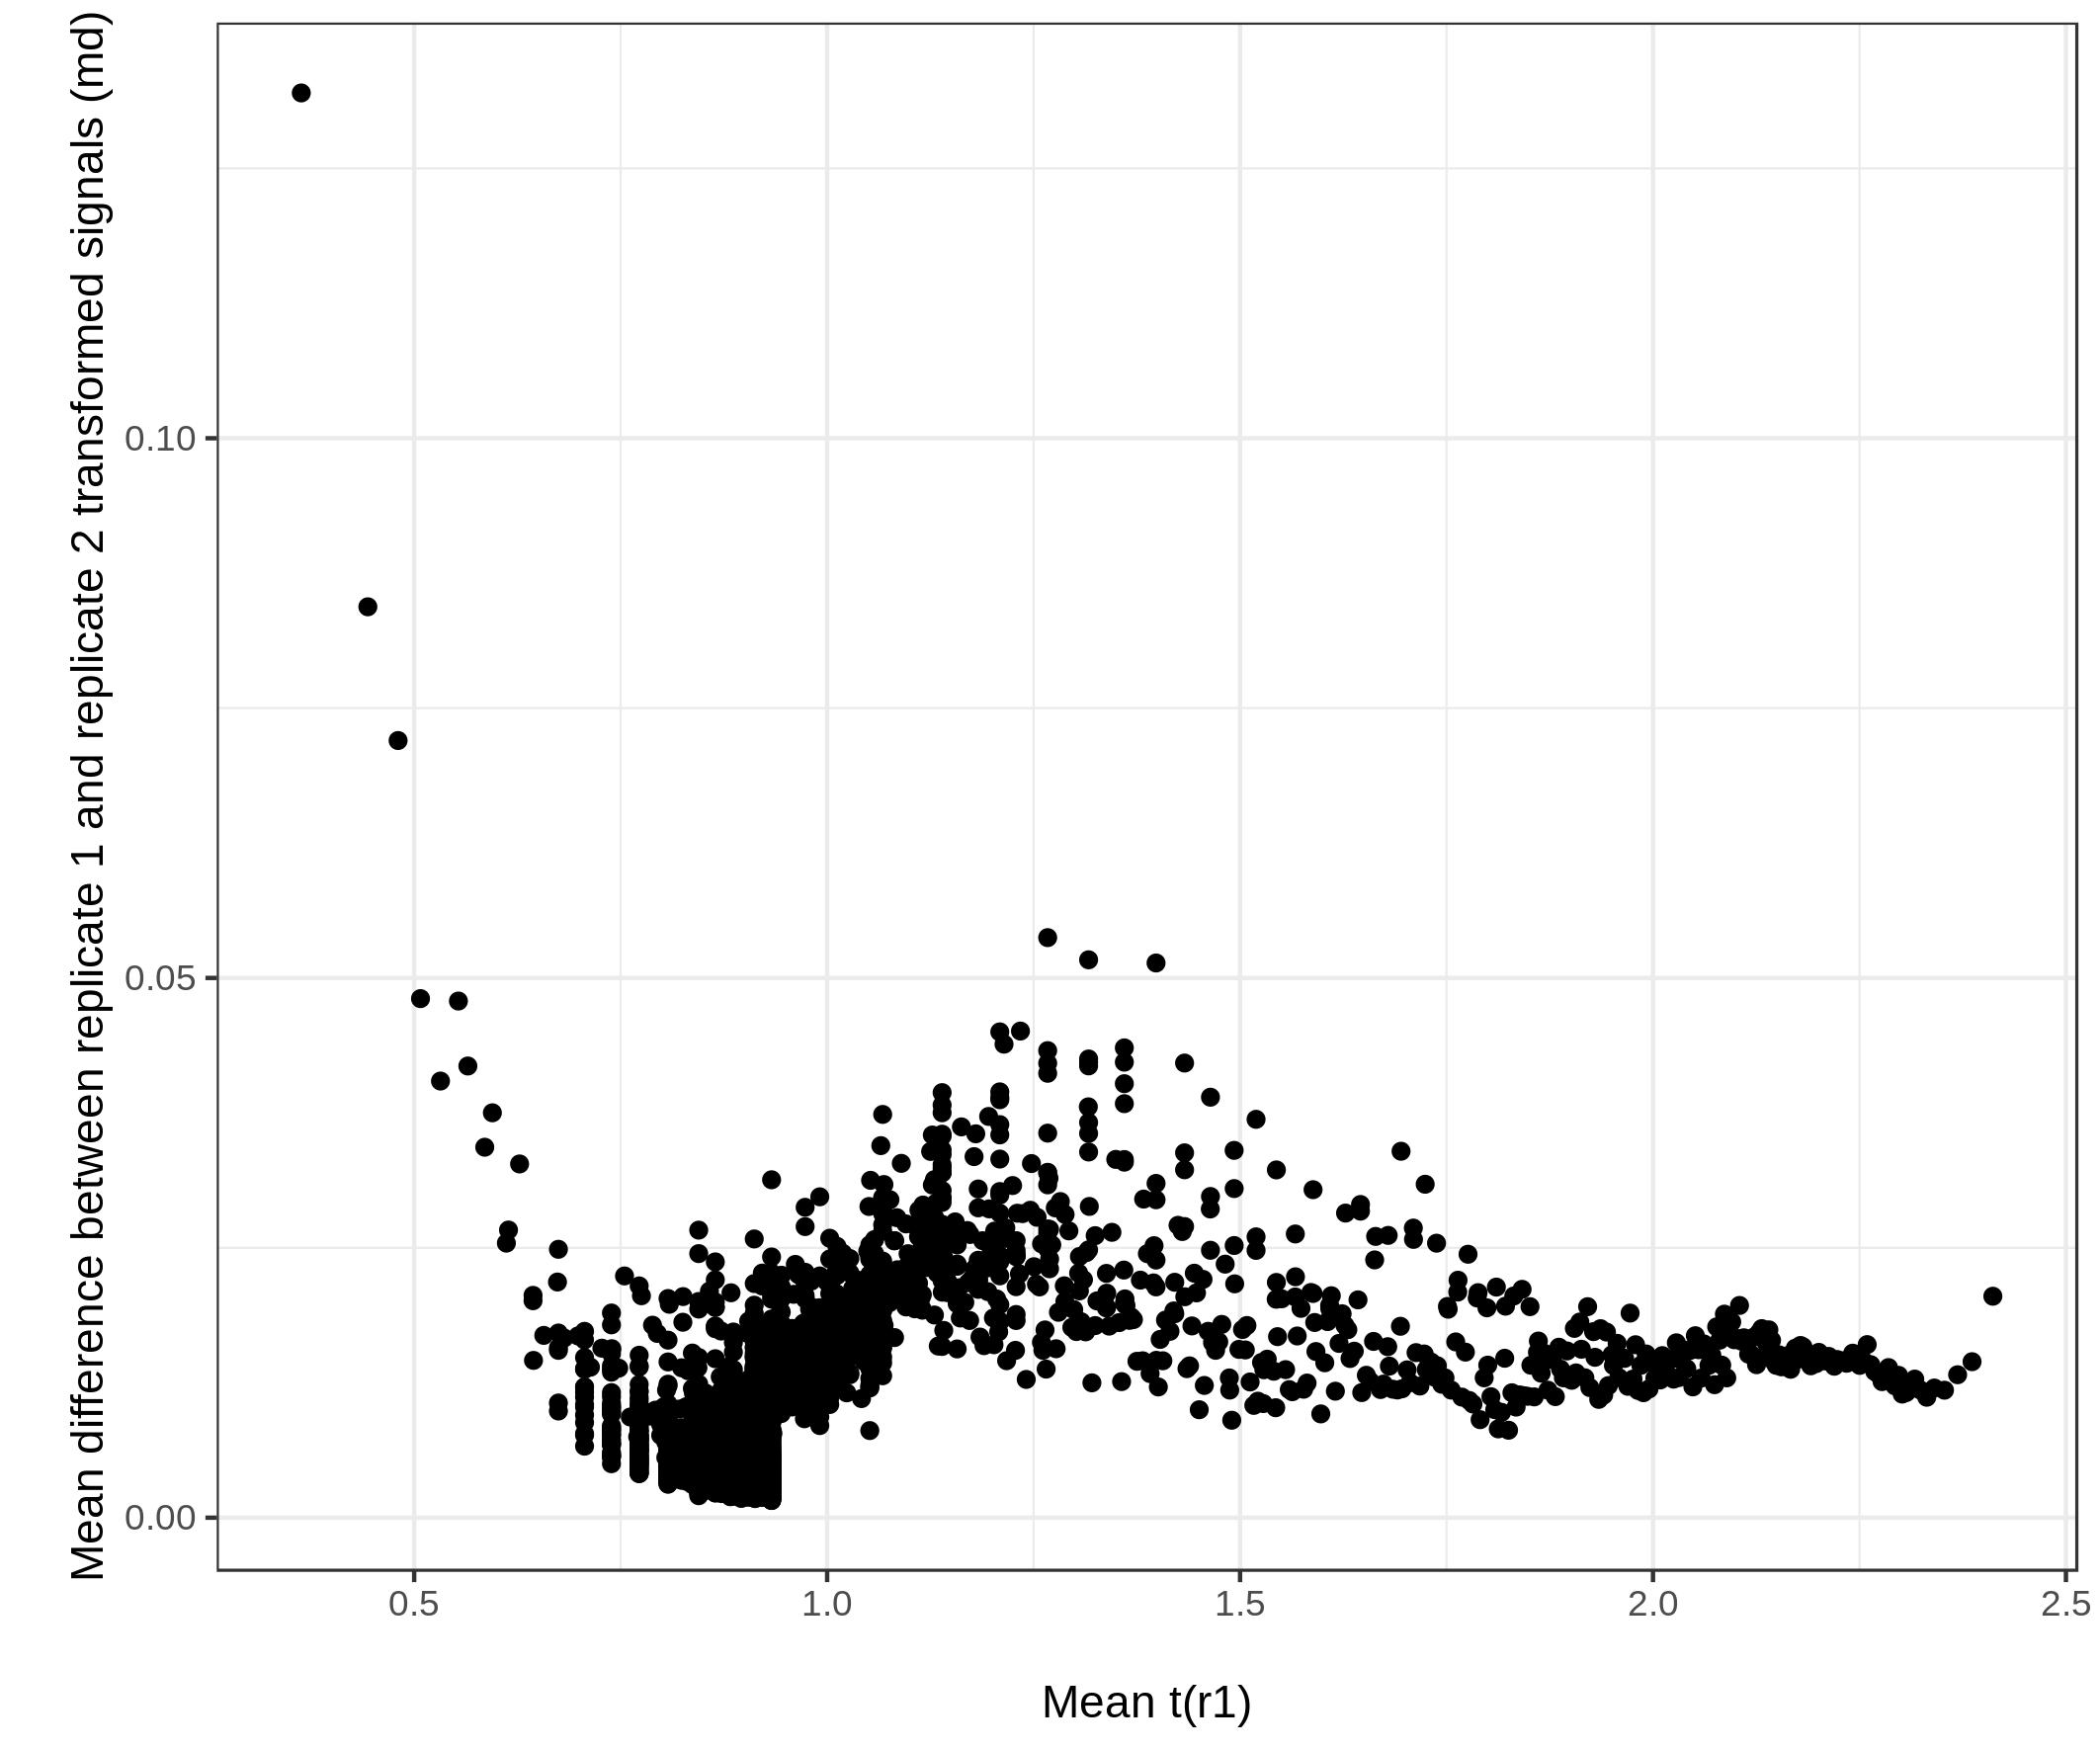 Mean difference between replicate 1 and replicate 2 transformed signals (md)
0.10
0.05
0.00
0.5 1.0 1.5 2.0 2.5
Mean t(r1)